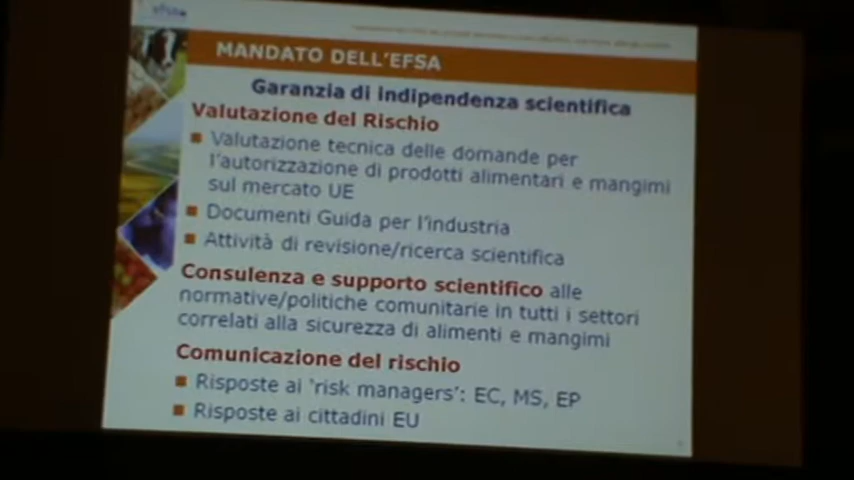 efsa
MANDATO DELL'EFSA
Garanzia di indipendenza scientifica
Valutazione del Rischio
Valutazione tecnica delle domande per
l'autorizzazione di prodotti alimentari e mangimi
sul mercato UE
Documenti Guida per l'industria
Attività di revisione/ricerca scientifica
Consulenza e supporto scientifico alle
normative/politiche comunitarie in tutti i settori
correlati alla sicurezza di alimenti e mangimi
Comunicazione del rischio
Risposte ai 'risk managers': EC, MS, EP
Risposte ai cittadini EU